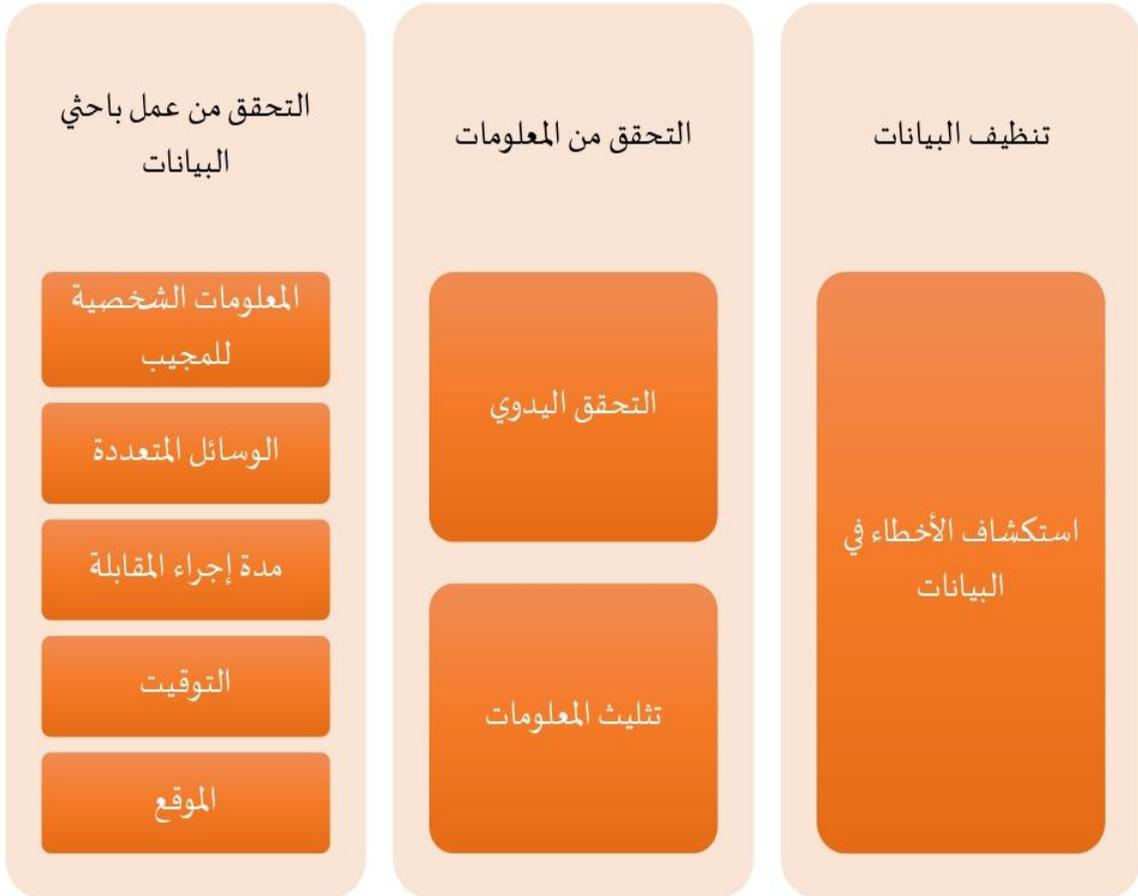 تنظيف البيانات
استكشاف الأخطاء في
البيانات
التحقق من المعلومات
التحقق اليدوي
تثليث المعلومات
التحقق من عمل باحثي
البيانات
المعلومات الشخصية
للمجيب
الوسائل المتعددة
مدة إجراء المقابلة
التوقيت
الموقع